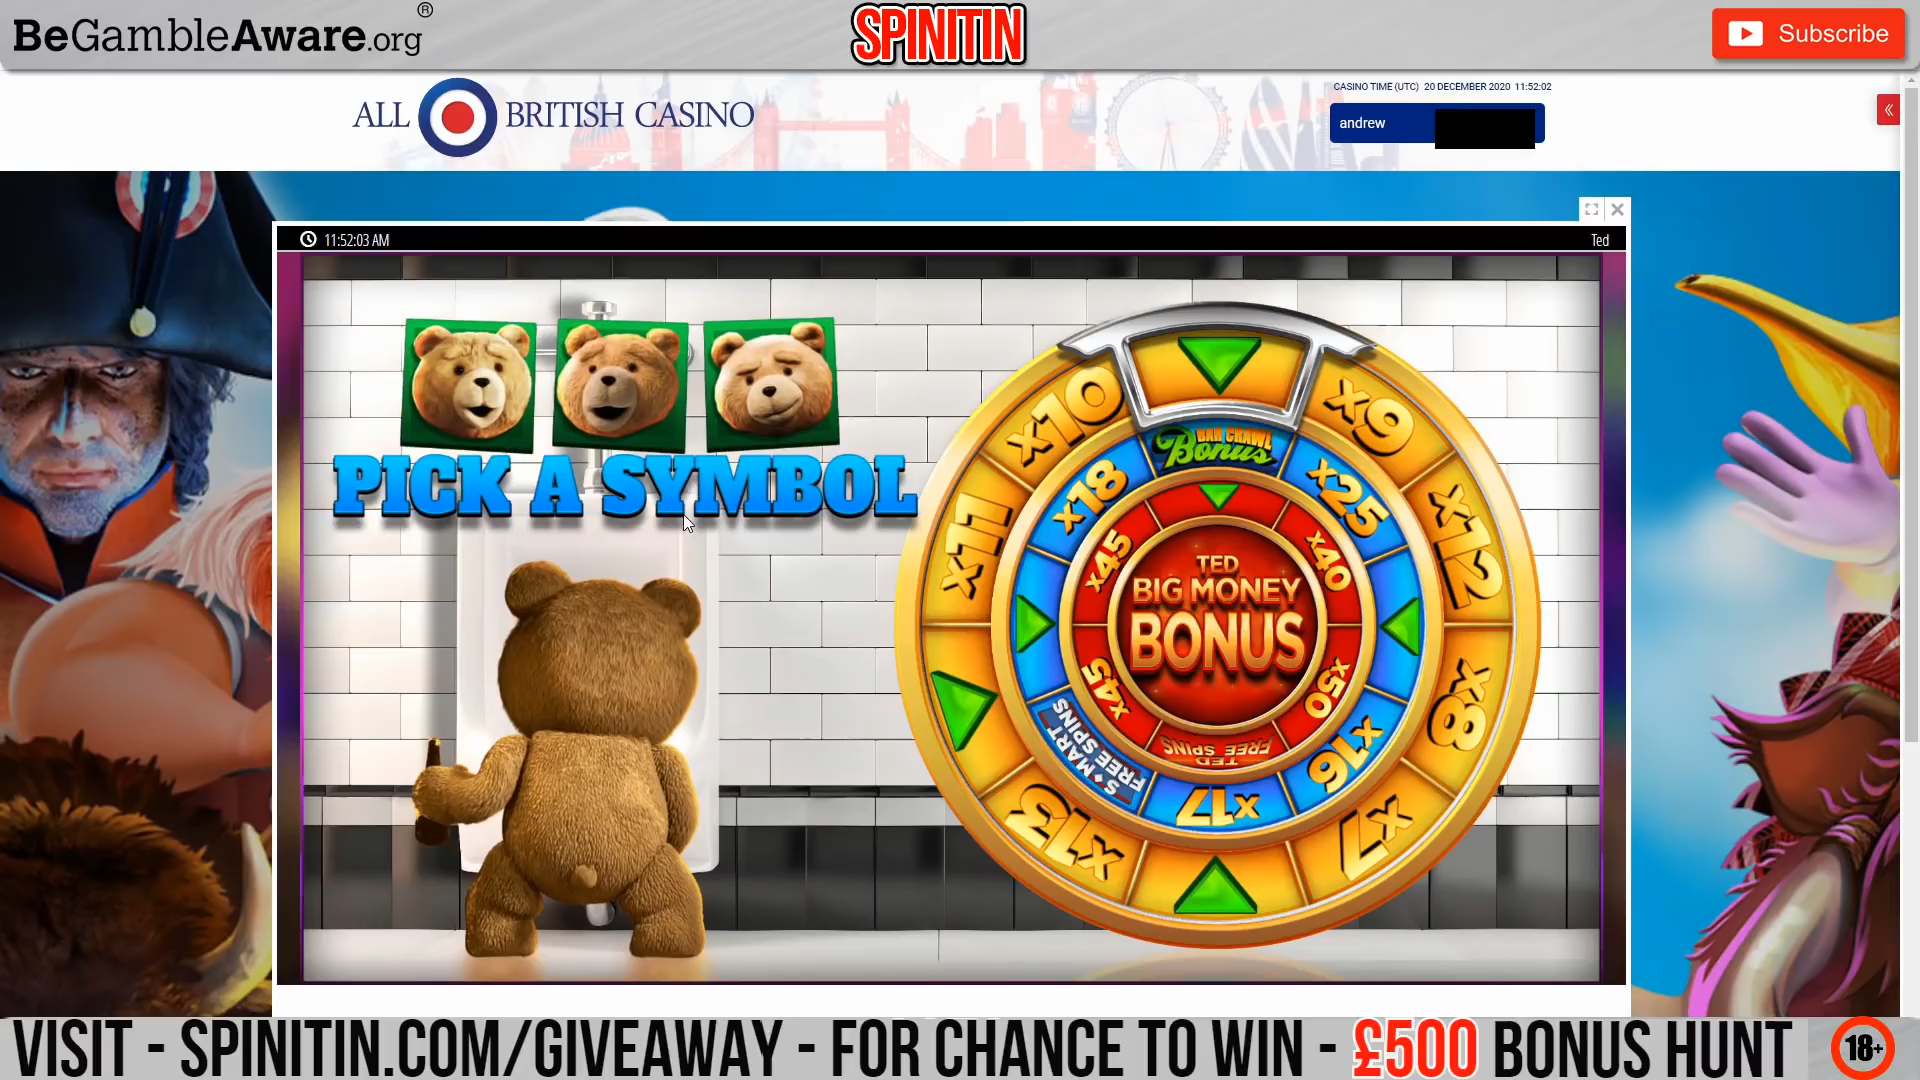 BeGambleAware.org®
SPINITIN
Subscribe
ALL BRITISH CASINO
CASINO TIME (UTC) 20 DECEMBER 2020 11:52:02
andrew
11:52:03 AM
Ted
PICK A SYMBOL
x10
x9
x11
x12
x8
x7
x13
BAR CRAWL
Bonus
x18
x25
x16
x17
S♦MART
FREE SPINS
x45
x40
x45
x50
TED
FREE SPINS
TED
BIG MONEY
BONUS
VISIT - SPINITIN.COM/GIVEAWAY - FOR CHANCE TO WIN - £500 BONUS HUNT
18+